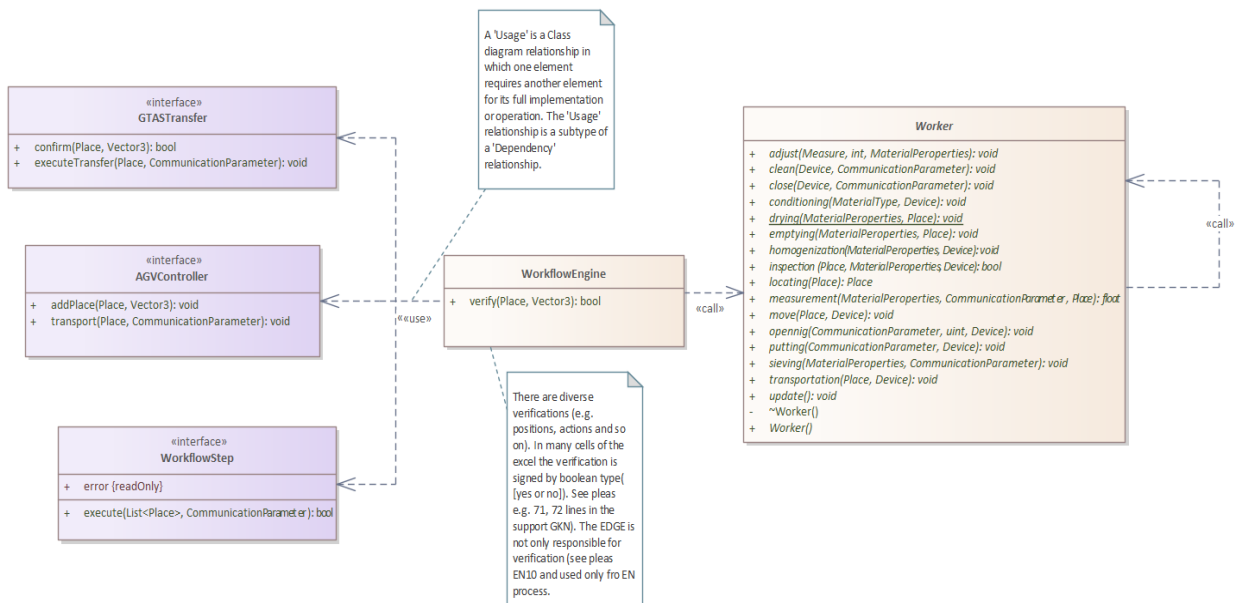 A 'Usage' is a Class
diagram relationship in
which one element
requires another element
for its full implementation
or operation. The 'Usage'
relationship is a subtype of
a 'Dependency'
relationship.
«interface»
GTASTransfer
+ confirm(Place, Vector3): bool
+ executeTransfer(Place, CommunicationParameter): void
«interface»
AGVController
+ addPlace(Place, Vector3): void
+ transport(Place, CommunicationParameter): void
«interface»
WorkflowStep
+ error {readOnly}
+ execute(List<Place>, CommunicationParameter): bool
««use»
WorkflowEngine
+ verify(Place, Vector3): bool
«call»
There are diverse
verifications (e.g.
positions, actions and so
on). In many cells of the
excel the verification is
signed by boolean type(
[yes or no]). See pleas
e.g. 71, 72 lines in the
support GKN). The EDGE is
not only responsible for
verification (see pleas
EN10 and used only fro EN
process.
Worker
+ adjust(Measure, int, MaterialPeroperties): void
+ clean(Device, CommunicationParameter): void
+ close(Device, CommunicationParameter): void
+ conditioning(MaterialType, Device): void
+ drying(MaterialPeroperties, Place): void
+ emptying(MaterialPeroperties, Place): void
+ homogenization(MaterialPeroperties, Device): void
+ inspection (Place, MaterialPeroperties, Device): bool
+ locating(Place): Place
+ measurement(MaterialPeroperties, CommunicationParameter, Place): float
+ move(Place, Device): void
+ opennig(CommunicationParameter, uint, Device): void
+ putting(CommunicationParameter, Device): void
+ sieving(MaterialPeroperties, CommunicationParameter): void
+ transportation(Place, Device): void
+ update(): void
- ~Worker()
+ Worker()
«call»